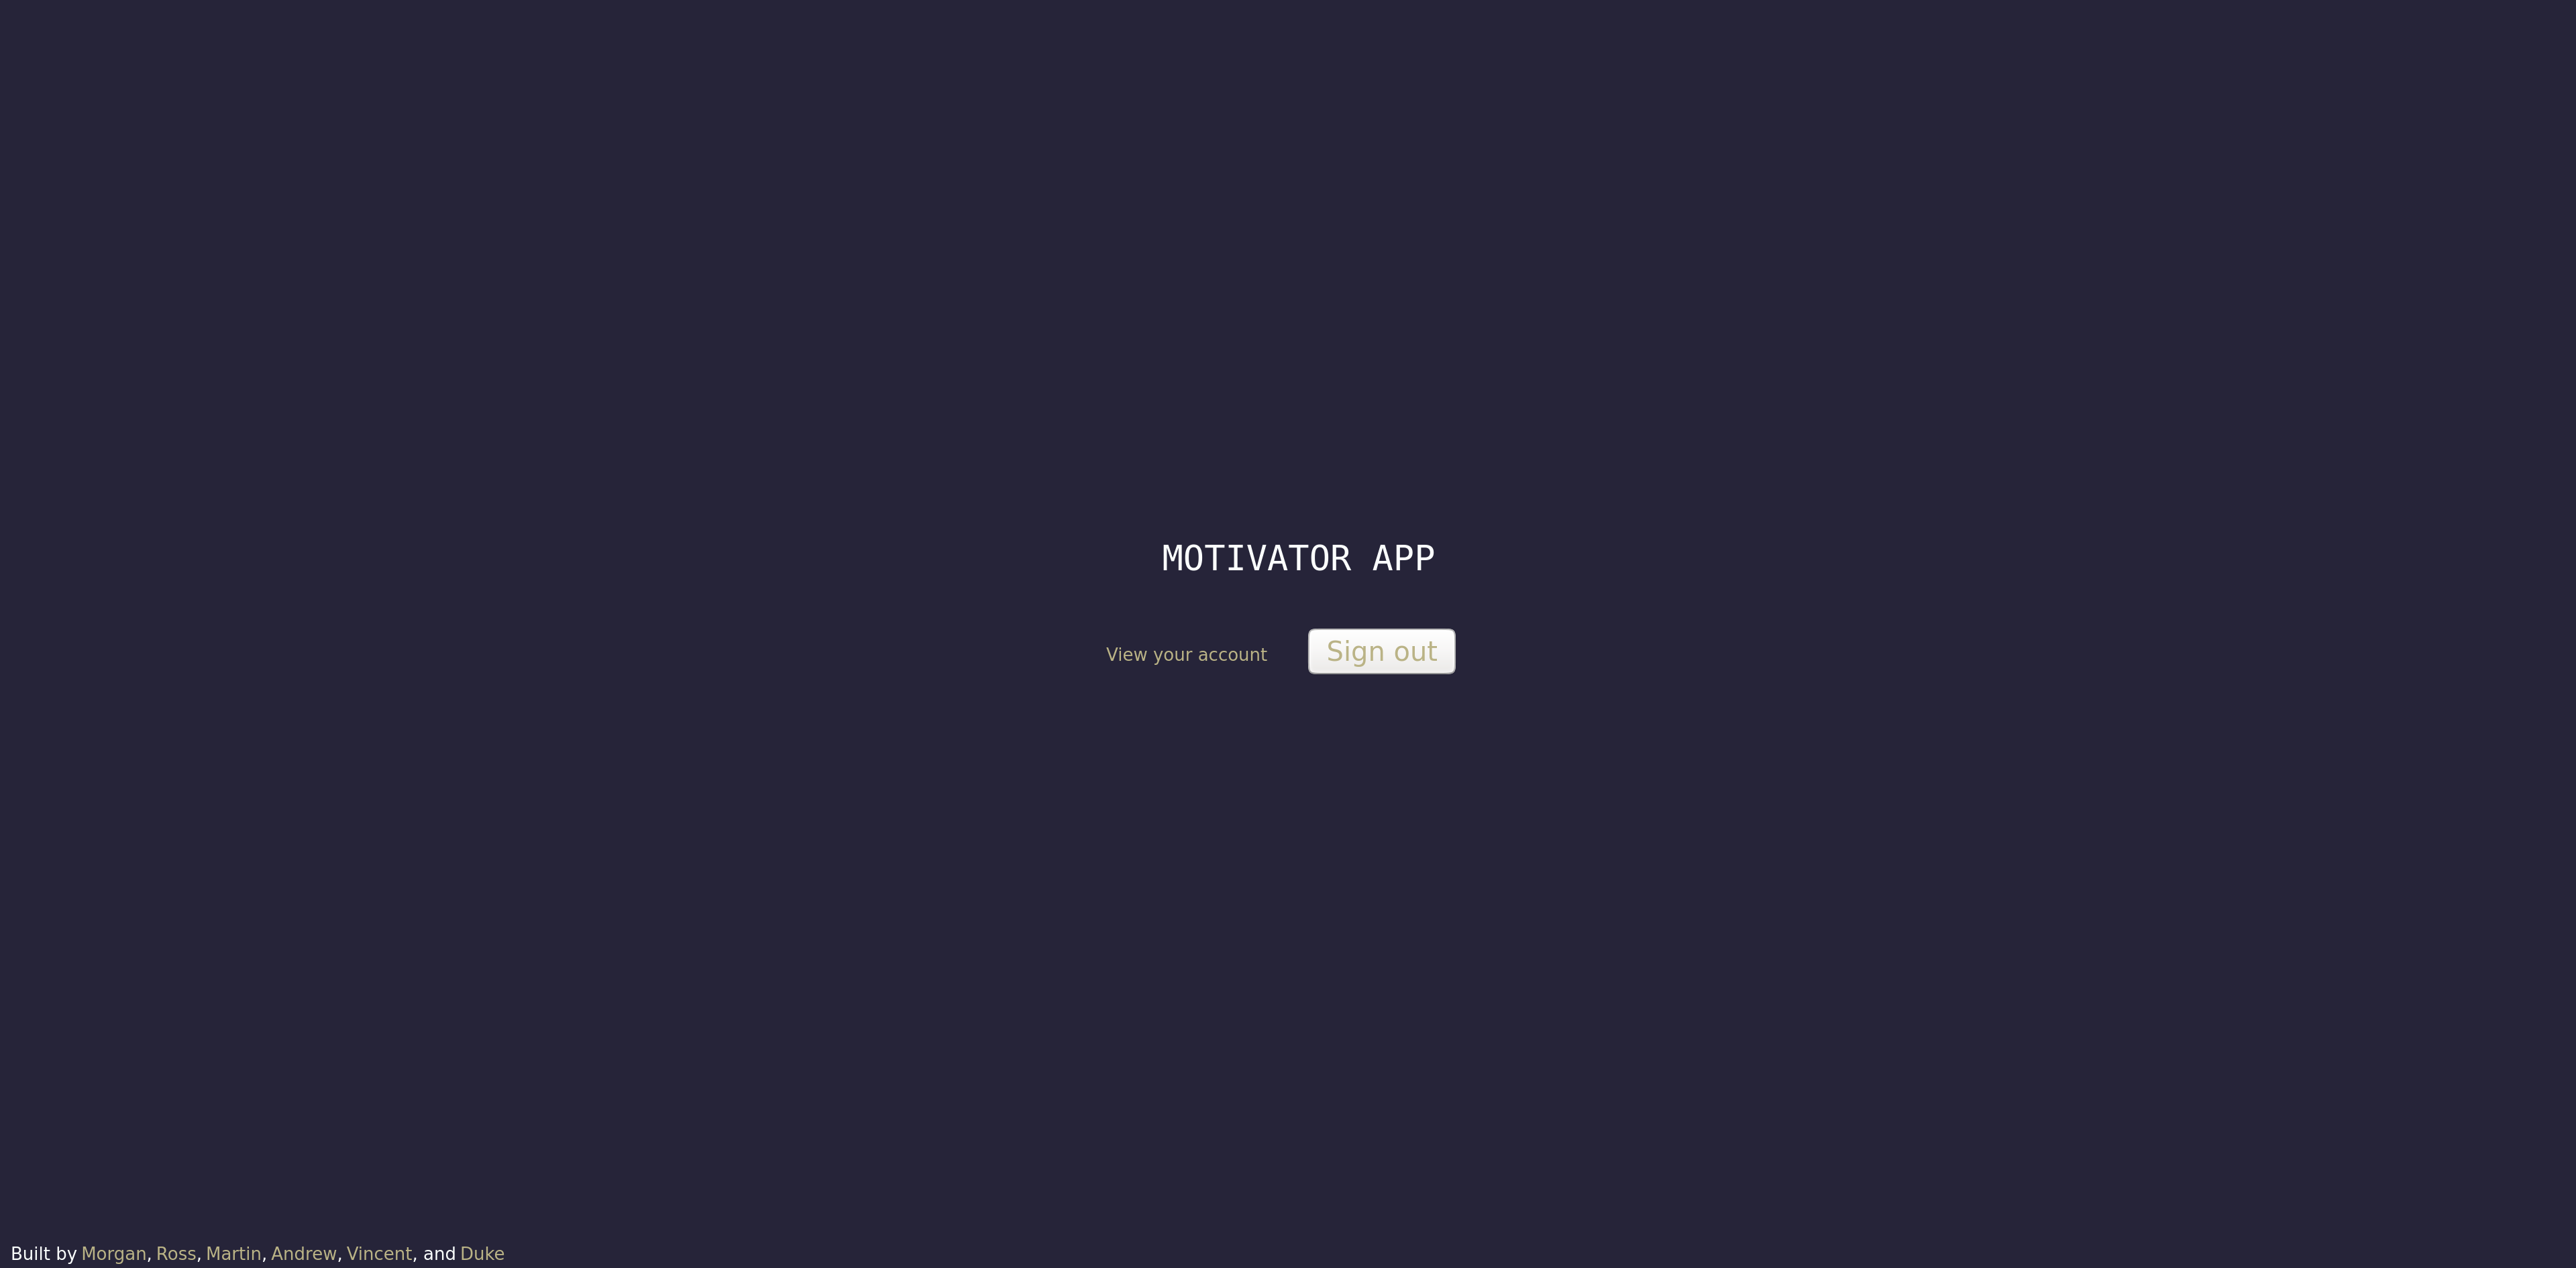 MOTIVATOR APP
View your account
Sign out
Built by Morgan, Ross, Martin, Andrew, Vincent, and Duke